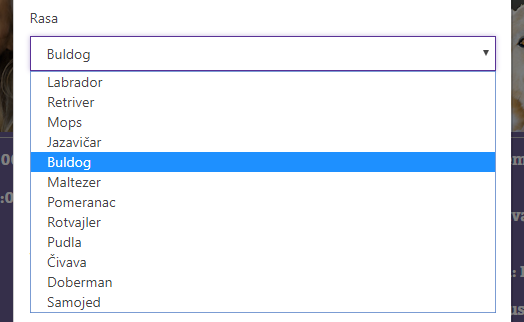 Rasa
Buldog
Labrador
Retriver
Mops
Jazavičar
Buldog
Maltezer
Pomeranac
Rotvajler
Pudla
Čivava
Doberman
Samojed